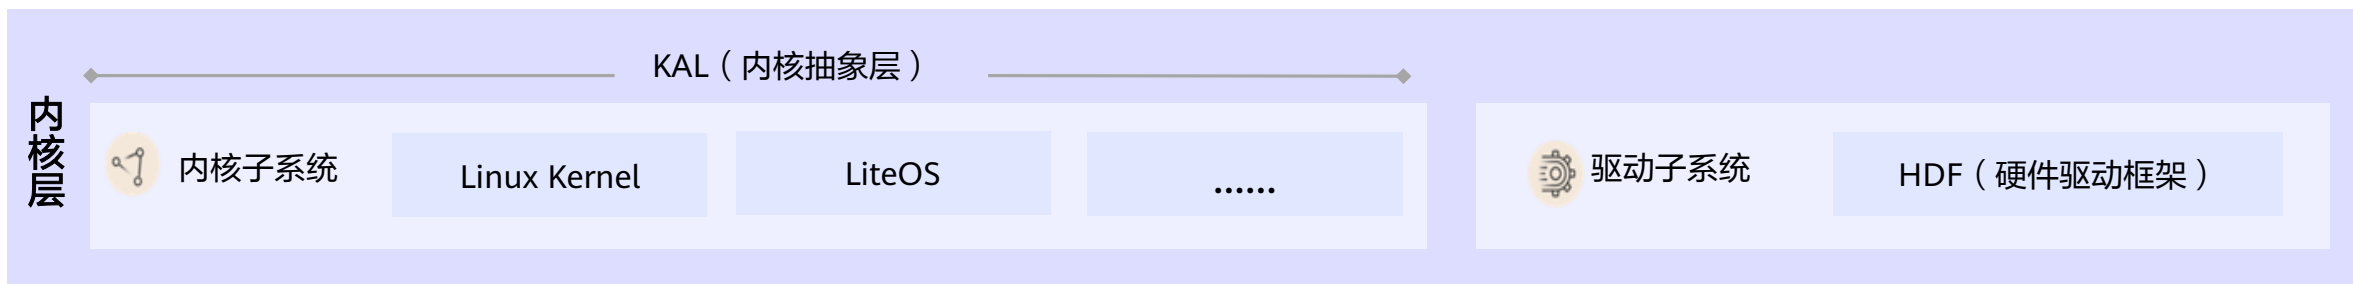 内核层
KAL（内核抽象层）
内核子系统
Linux Kernel
LiteOS
......
驱动子系统
HDF（硬件驱动框架）